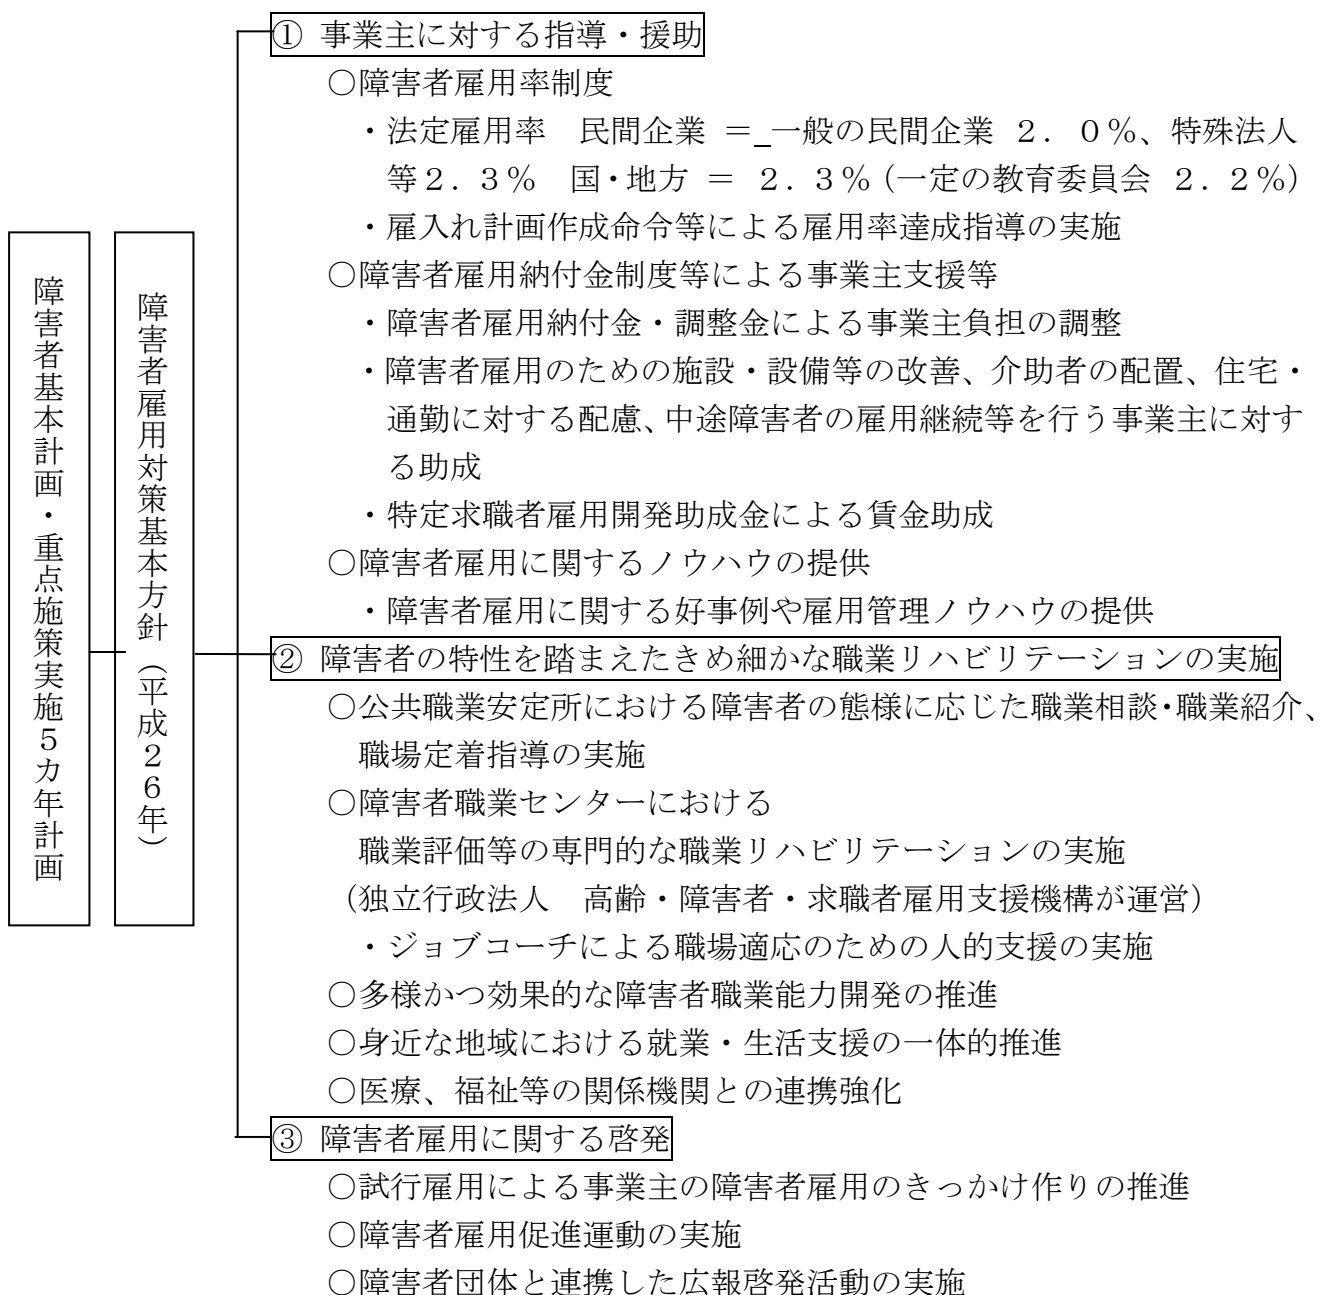 障害者基本計画・重点施策実施5カ年計画
障害者雇用対策基本方針（平成26年）
① 事業主に対する指導・援助
○障害者雇用率制度
・法定雇用率　民間企業 ＝ 一般の民間企業 ２．０％、特殊法人
等２．３％　国・地方 ＝ ２．３％（一定の教育委員会 ２．２％）
・雇入れ計画作成命令等による雇用率達成指導の実施
○障害者雇用納付金制度等による事業主支援等
・障害者雇用納付金・調整金による事業主負担の調整
・障害者雇用のための施設・設備等の改善、介助者の配置、住宅・
通勤に対する配慮、中途障害者の雇用継続等を行う事業主に対す
る助成
・特定求職者雇用開発助成金による賃金助成
○障害者雇用に関するノウハウの提供
・障害者雇用に関する好事例や雇用管理ノウハウの提供
② 障害者の特性を踏まえたきめ細かな職業リハビリテーションの実施
○公共職業安定所における障害者の態様に応じた職業相談・職業紹介、
職場定着指導の実施
○障害者職業センターにおける
職業評価等の専門的な職業リハビリテーションの実施
（独立行政法人　高齢・障害者・求職者雇用支援機構が運営）
・ジョブコーチによる職場適応のための人的支援の実施
○多様かつ効果的な障害者職業能力開発の推進
○身近な地域における就業・生活支援の一体的推進
○医療、福祉等の関係機関との連携強化
③ 障害者雇用に関する啓発
○試行雇用による事業主の障害者雇用のきっかけ作りの推進
○障害者雇用促進運動の実施
○障害者団体と連携した広報啓発活動の実施